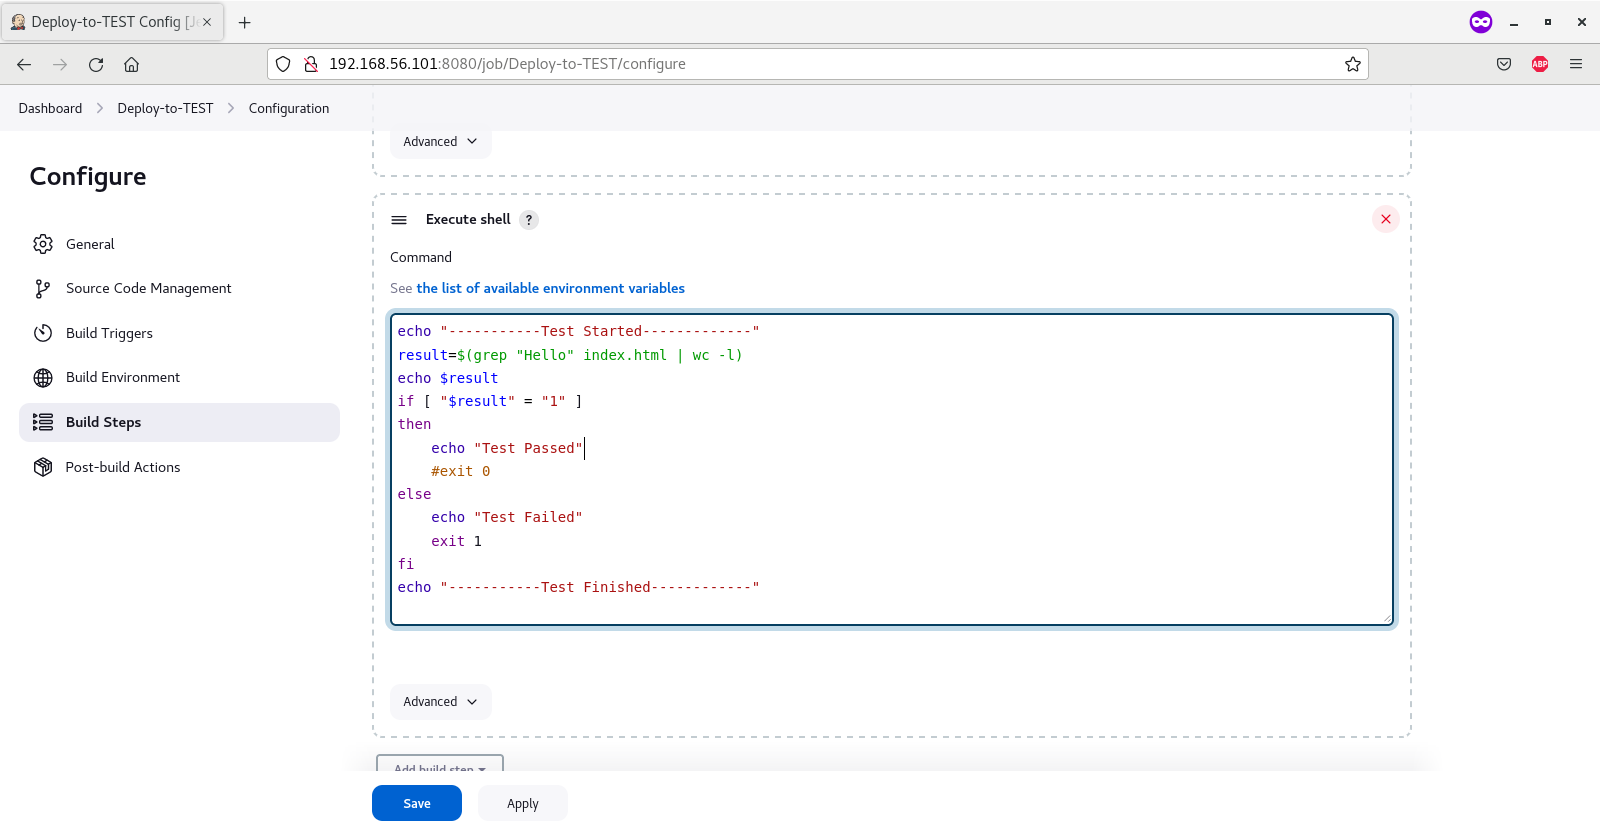 Deploy-to-TEST Config [Je
192.168.56.101:8080/job/Deploy-to-TEST/configure
ABP
Dashboard > Deploy-to-TEST > Configuration
Configure
General
Source Code Management
Build Triggers
Build Environment
Build Steps
Post-build Actions
Advanced
Execute shell ?
Command
See the list of available environment variables
echo "-----------Test Started-------------"
result=$(grep "Hello" index.html | wc -l)
echo $result
if [ "$result" = "1" ]
then
    echo "Test Passed"
    #exit 0
else
    echo "Test Failed"
    exit 1
fi
echo "-----------Test Finished------------"
Advanced
Add build step
Save Apply